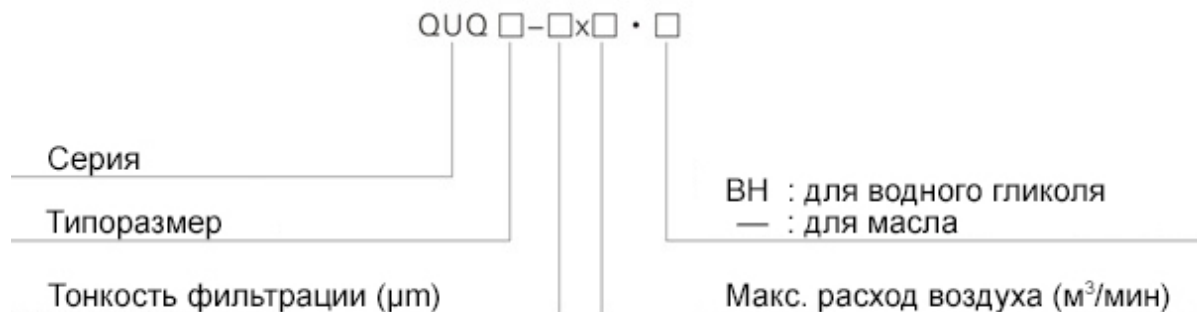 QUQ □-□x□ · □
Серия
Типоразмер
Тонкость фильтрации (µm)
BH : для водного гликоля
— : для масла
Макс. расход воздуха (м³/мин)